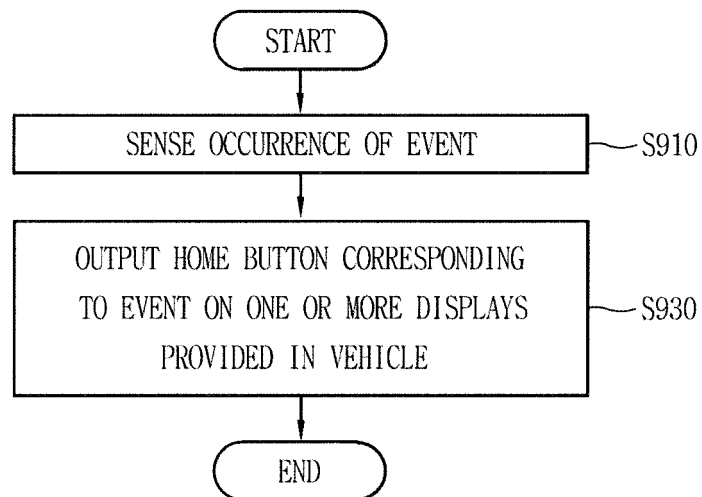 START
SENSE OCCURRENCE OF EVENT
S910
OUTPUT HOME BUTTON CORRESPONDING
TO EVENT ON ONE OR MORE DISPLAYS
PROVIDED IN VEHICLE
S930
END